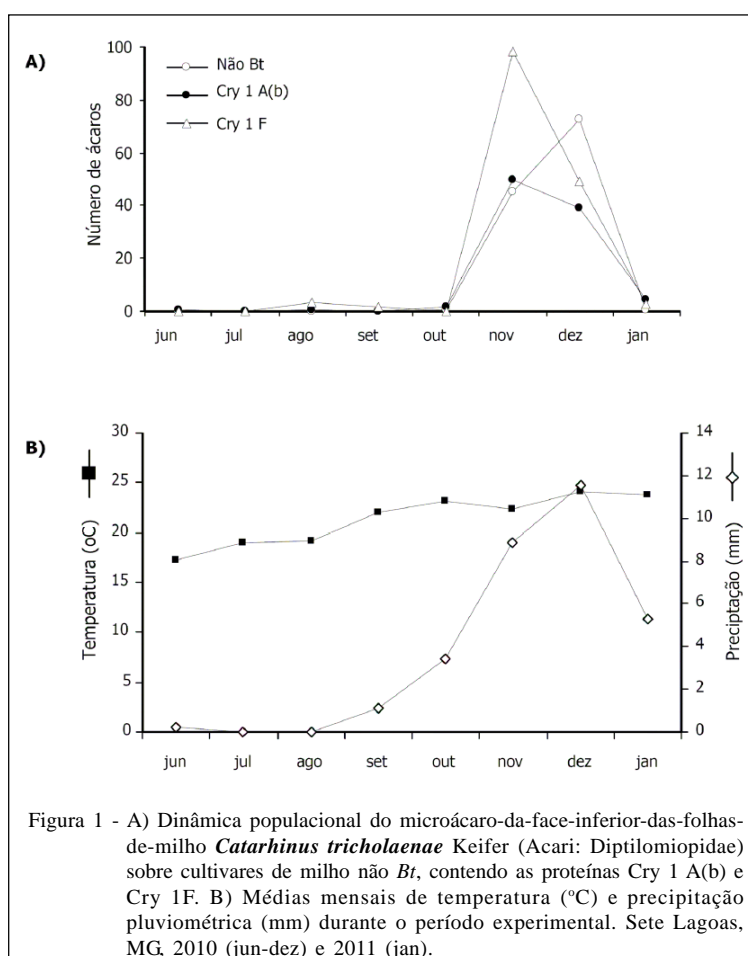 A)
Não Bt
Cry 1 A(b)
Cry 1 F
Número de ácaros
100
80
60
40
20
0
jun jul ago set out nov dez jan
B)
Temperatura (oC)
30
25
20
15
10
5
0
14
12
10
8
6
4
2
0
Preciptação (mm)
jun jul ago set out nov dez jan
Figura 1 - A) Dinâmica populacional do microácaro-da-face-inferior-das-folhas-
de-milho Catarhinus tricholaenae Keifer (Acari: Diptilomiopidae)
sobre cultivares de milho não Bt, contendo as proteínas Cry 1 A(b) e
Cry 1F. B) Médias mensais de temperatura (ºC) e precipitação
pluviométrica (mm) durante o período experimental. Sete Lagoas,
MG, 2010 (jun-dez) e 2011 (jan).